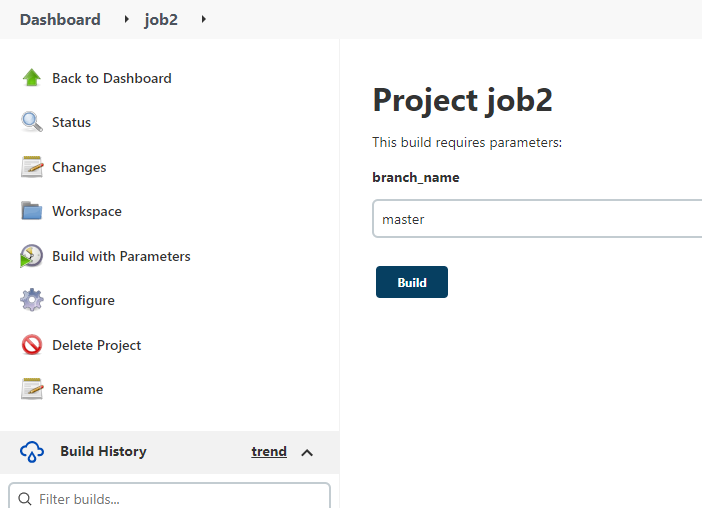 Dashboard job2
Back to Dashboard
Status
Changes
Workspace
Build with Parameters
Configure
Delete Project
Rename
Build History trend
Filter builds...
Project job2
This build requires parameters:
branch_name
master
Build